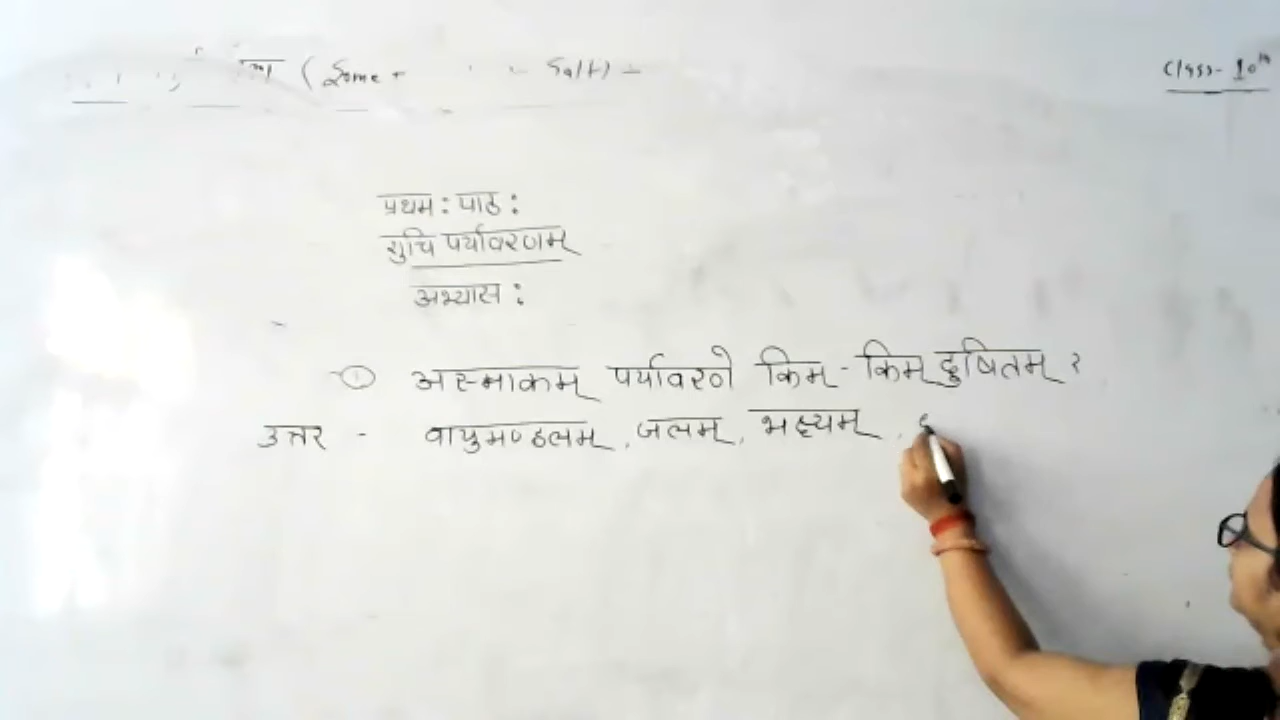 (Some Salt) -
Class - 10th
प्रथम : पाठ :
शुचि पर्यावरणम्
अभ्यास :
① अस्माकम् पर्यावरणे किम् - किम् दुषितम् ?
उत्तर - वायुमण्डलम् , जलम् , भक्ष्यम् ,